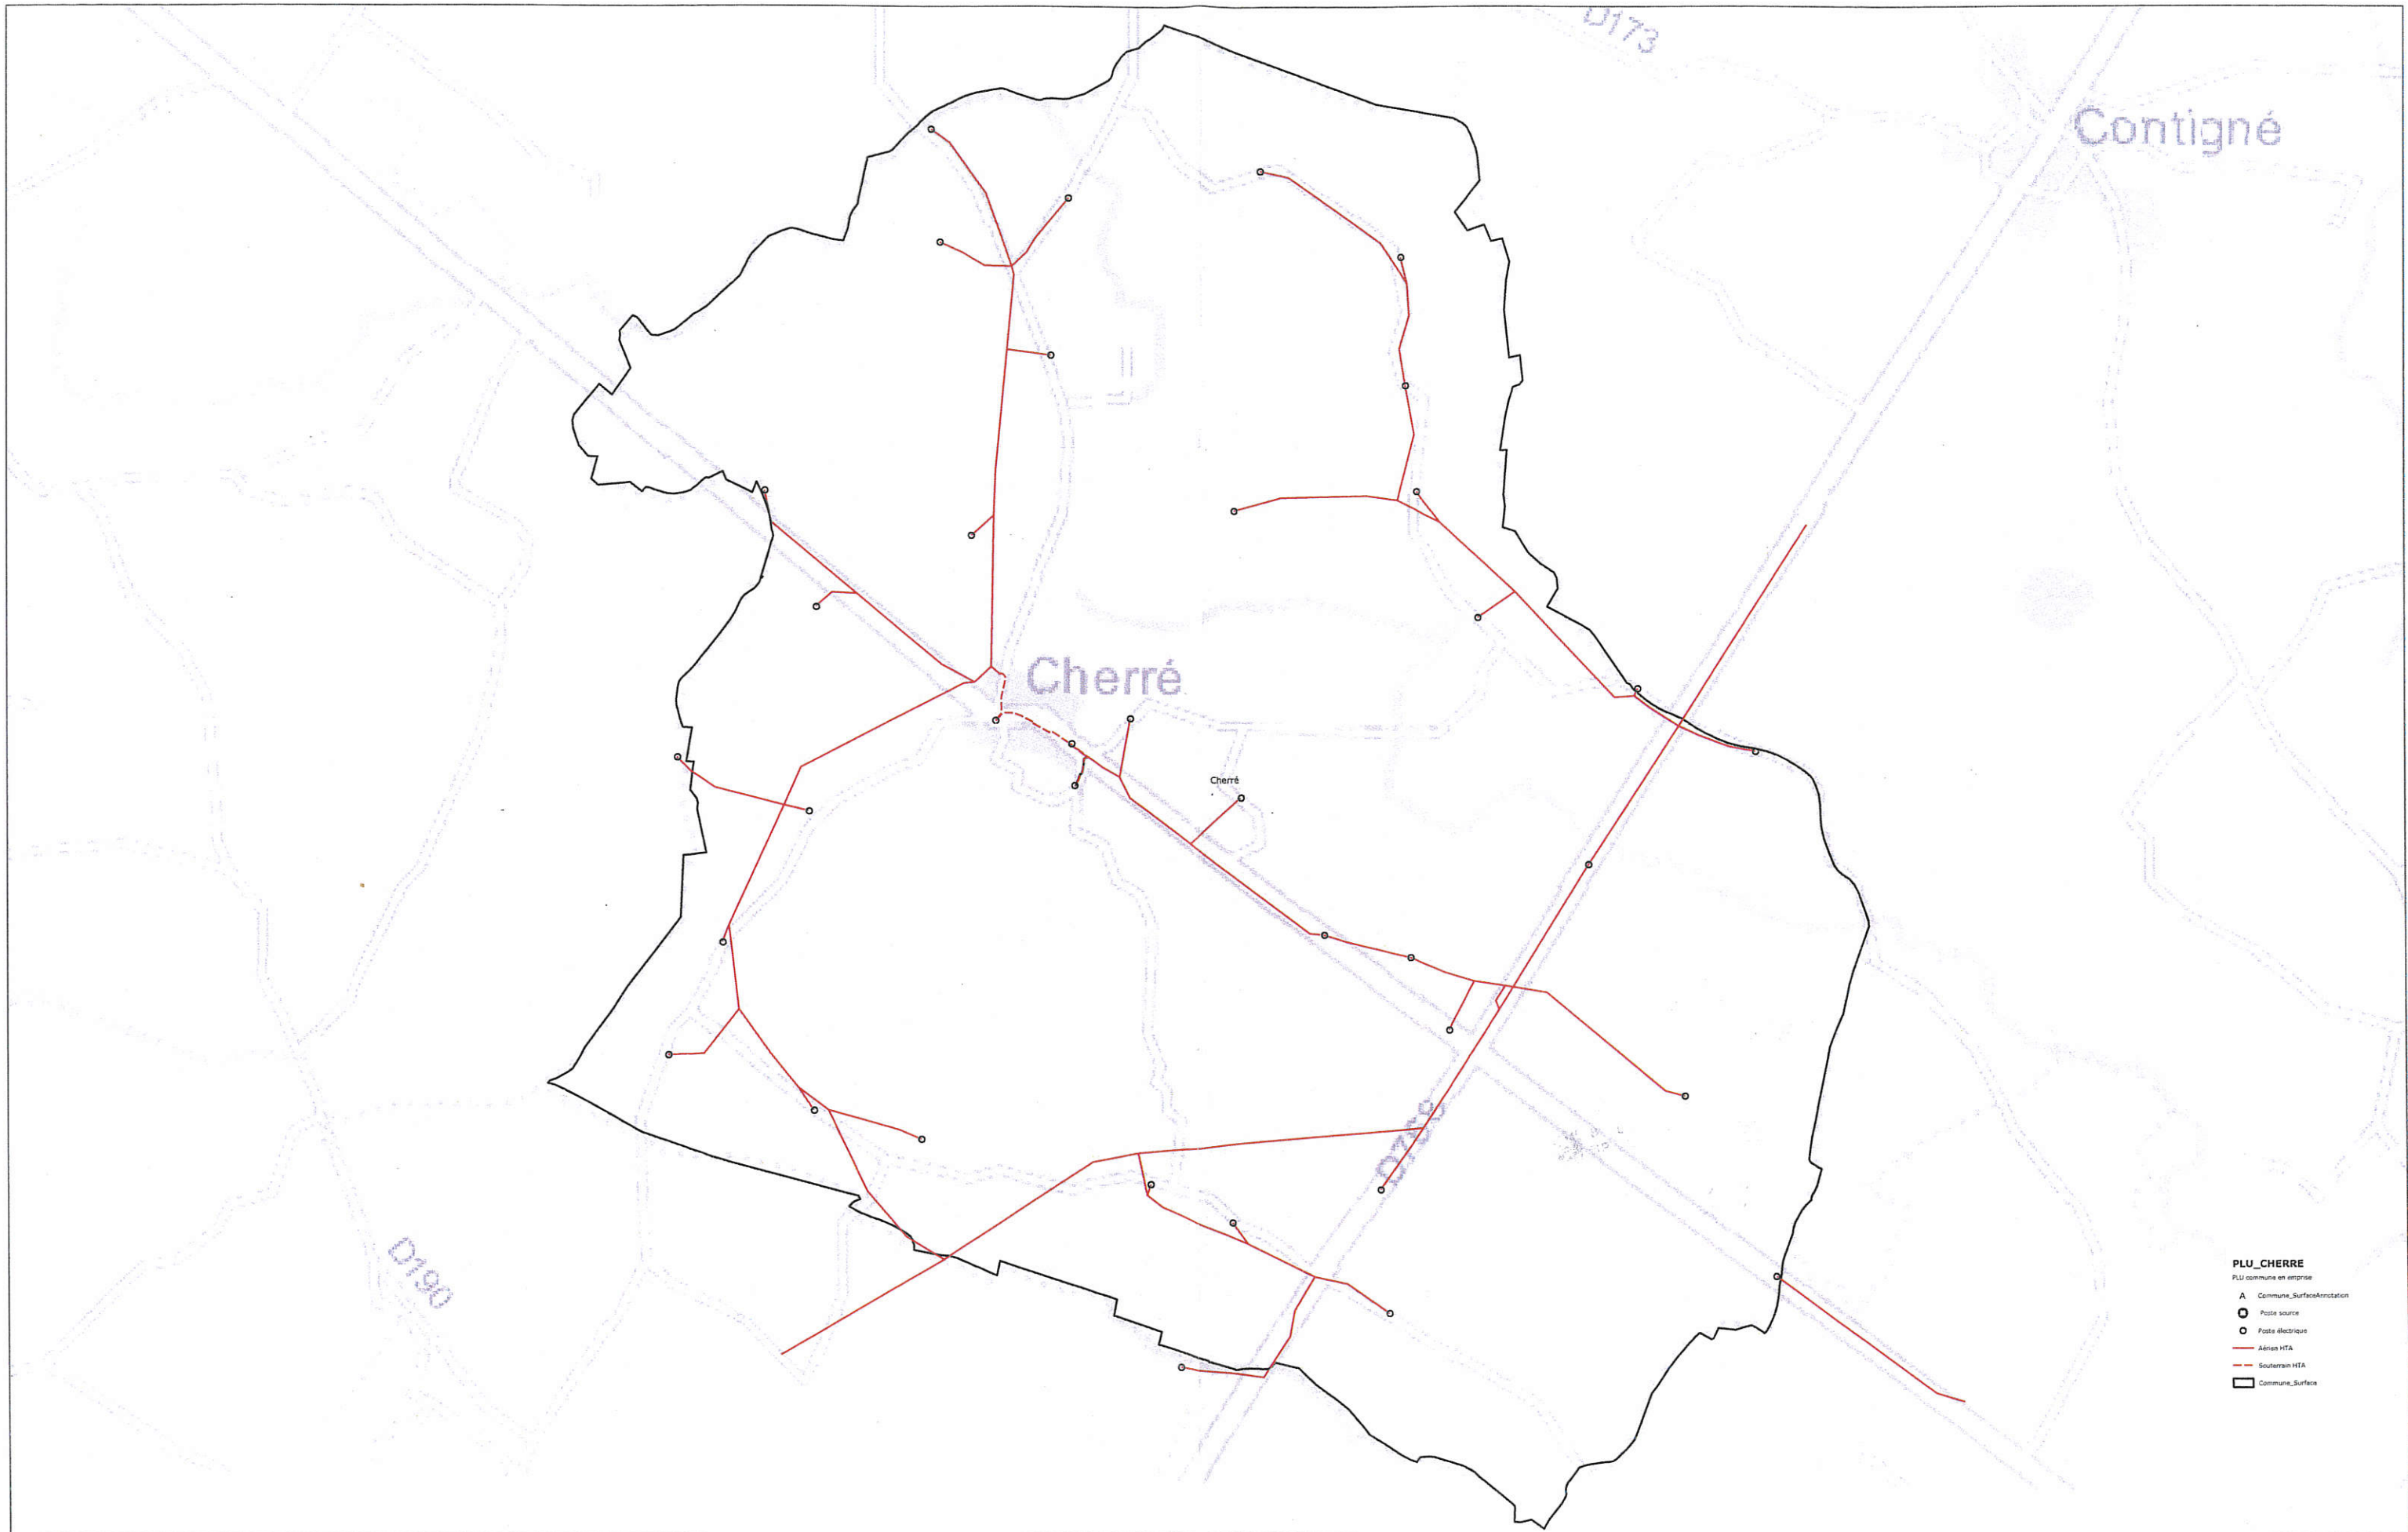 D173
Contigné
Cherré
Cherré
D768
D190
PLU_CHERRE
PLU commune en emprise
A Commune_SurfaceAnnotation
Poste source
Poste électrique
Aérien HTA
Souterrain HTA
Commune_Surface